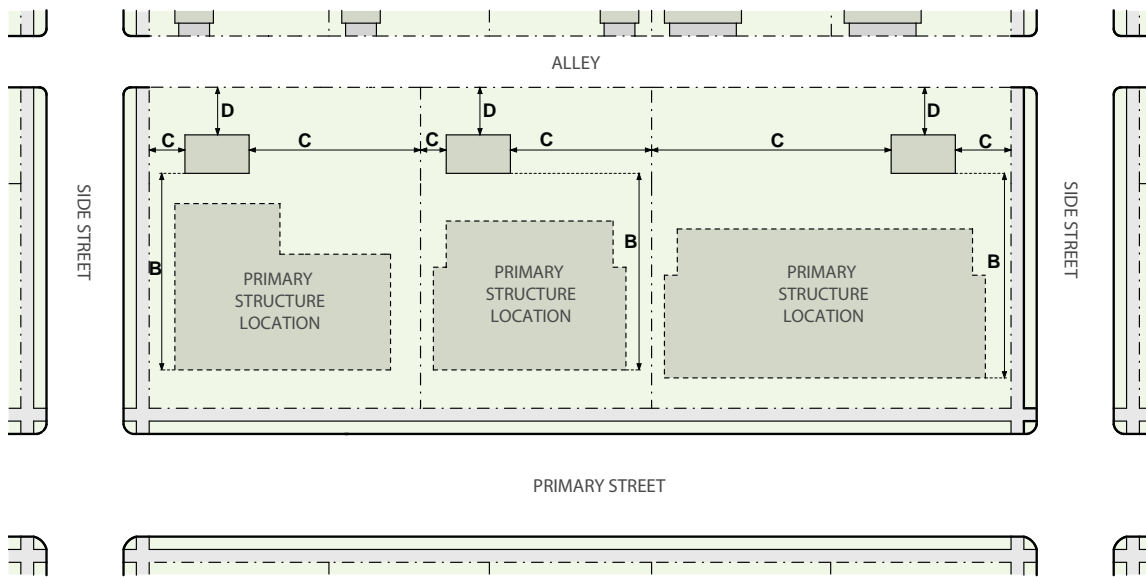 ALLEY
D
D
D
C
C
C
C
C
C
SIDE STREET
SIDE STREET
B
B
B
PRIMARY
STRUCTURE
LOCATION
PRIMARY
STRUCTURE
LOCATION
PRIMARY
STRUCTURE
LOCATION
PRIMARY STREET